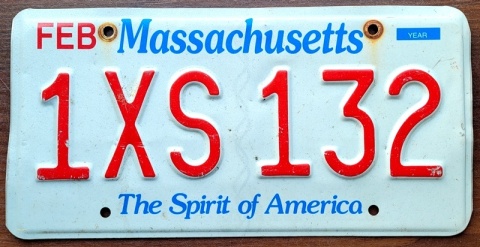 FEB Massachusetts YEAR
1XS 132
The Spirit of America